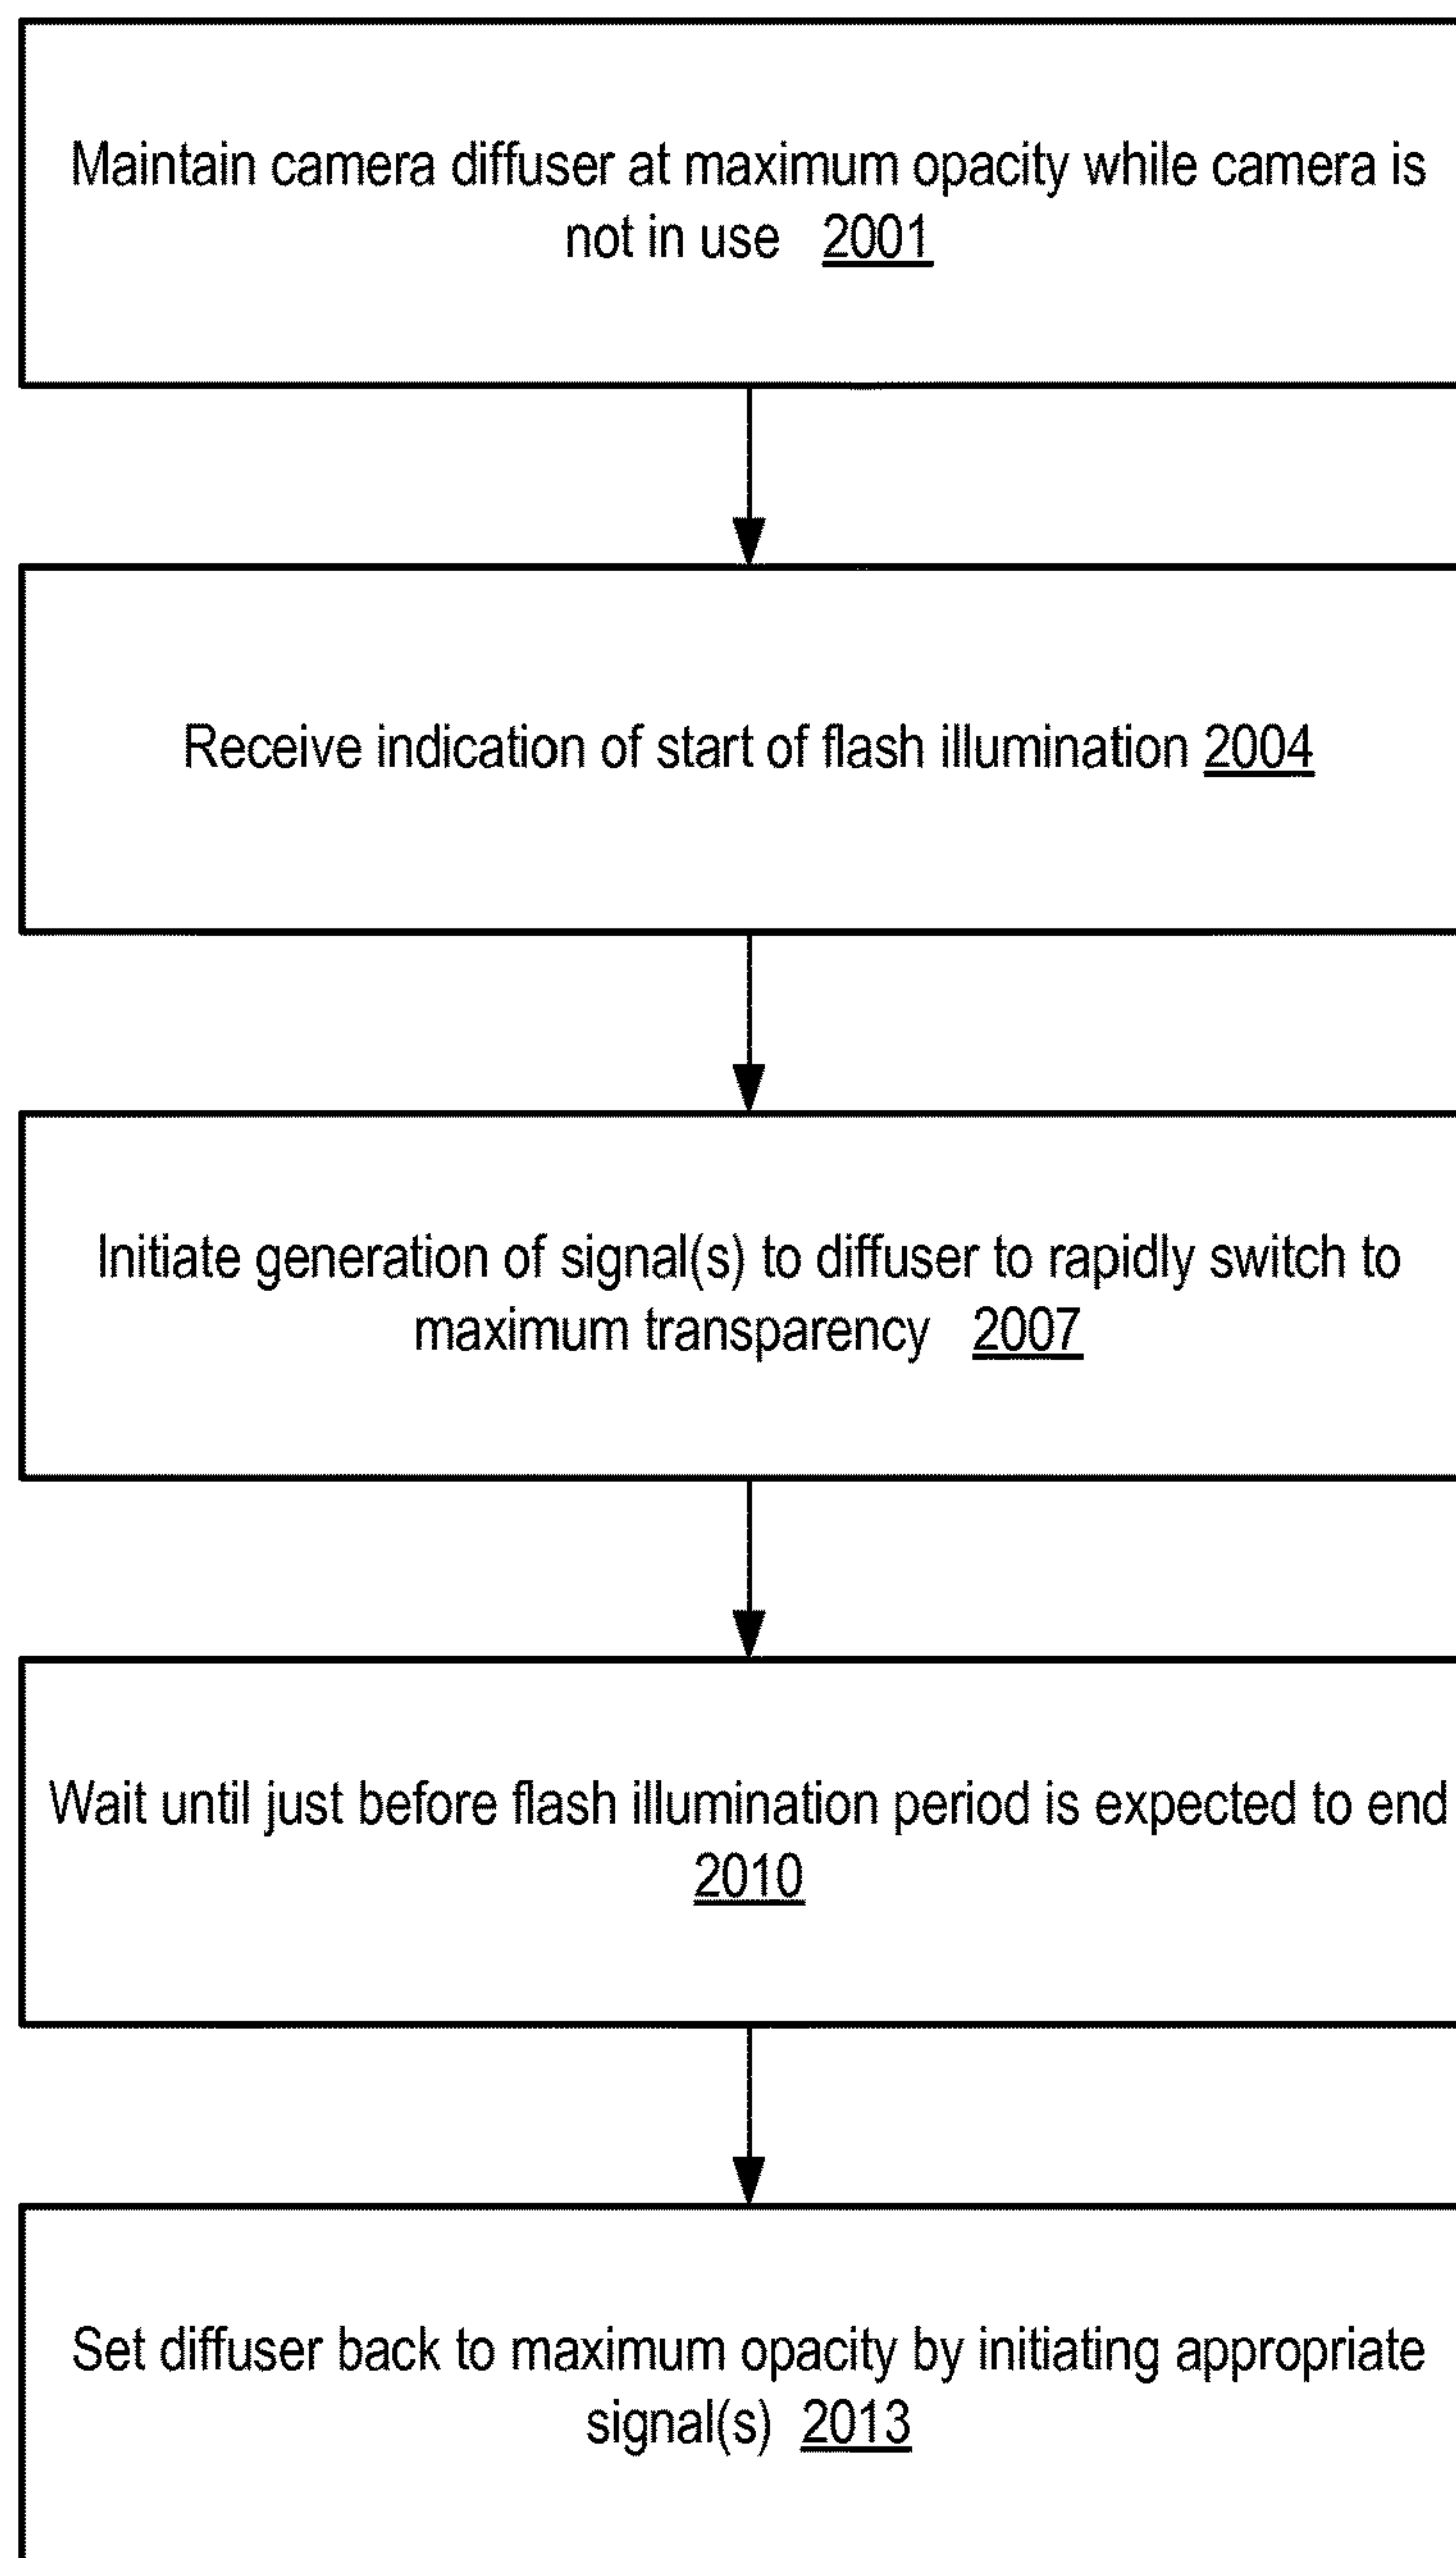 Maintain camera diffuser at maximum opacity while camera is
not in use 2001
Receive indication of start of flash illumination 2004
Initiate generation of signal(s) to diffuser to rapidly switch to
maximum transparency 2007
Wait until just before flash illumination period is expected to end
2010
Set diffuser back to maximum opacity by initiating appropriate
signal(s) 2013